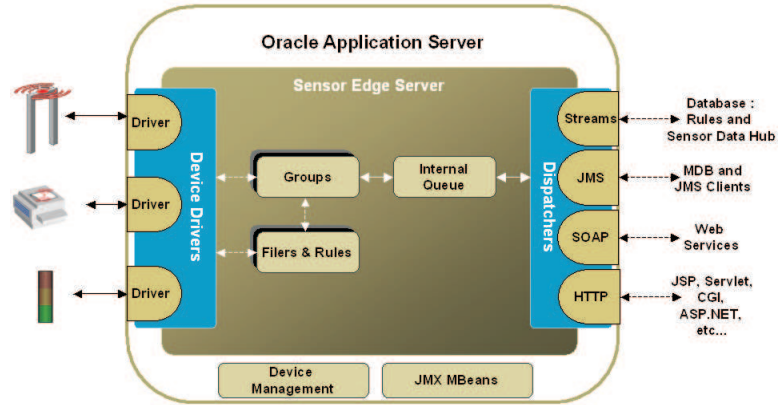 Oracle Application Server
Sensor Edge Server
Driver
Driver
Driver
Device Drivers
Groups
Internal
Queue
Filers & Rules
Dispatchers
Streams
JMS
SOAP
HTTP
Database :
Rules and
Sensor Data Hub
MDB and
JMS Clients
Web
Services
JSP, Servlet,
CGI,
ASP.NET,
etc...
Device
Management
JMX MBeans